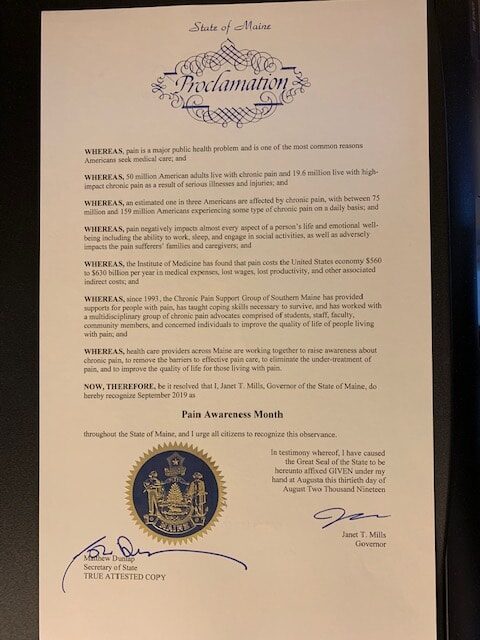 State of Maine
Proclamation
WHEREAS, pain is a major public health problem and is one of the most common reasons
Americans seek medical care; and
WHEREAS, 50 million American adults live with chronic pain and 19.6 million live with high-
impact chronic pain as a result of serious illnesses and injuries; and
WHEREAS, an estimated one in three Americans are affected by chronic pain, with between 75
million and 159 million Americans experiencing some type of chronic pain on a daily basis; and
WHEREAS, pain negatively impacts almost every aspect of a person's life and emotional well-
being including the ability to work, sleep, and engage in social activities, as well as adversely
impacts the pain sufferers' families and caregivers; and
WHEREAS, the Institute of Medicine has found that pain costs the United States economy $560
to $630 billion per year in medical expenses, lost wages, lost productivity, and other associated
indirect costs; and
WHEREAS, since 1993, the Chronic Pain Support Group of Southern Maine has provided
supports for people with pain, has taught coping skills necessary to survive, and has worked with
a multidisciplinary group of chronic pain advocates comprised of students, staff, faculty,
community members, and concerned individuals to improve the quality of life of people living
with pain; and
WHEREAS, health care providers across Maine are working together to raise awareness about
chronic pain, to remove the barriers to effective pain care, to eliminate the under-treatment of
pain, and to improve the quality of life for those living with pain.
NOW, THEREFORE, be it resolved that I, Janet T. Mills, Governor of the State of Maine, do
hereby recognize September 2019 as
Pain Awareness Month
throughout the State of Maine, and I urge all citizens to recognize this observance.
In testimony whereof, I have caused
the Great Seal of the State to be
hereunto affixed GIVEN under my
hand at Augusta this thirtieth day of
August Two Thousand Nineteen
MAINE
Janet T. Mills
Governor
Matthew Dunlap
Secretary of State
TRUE ATTESTED COPY